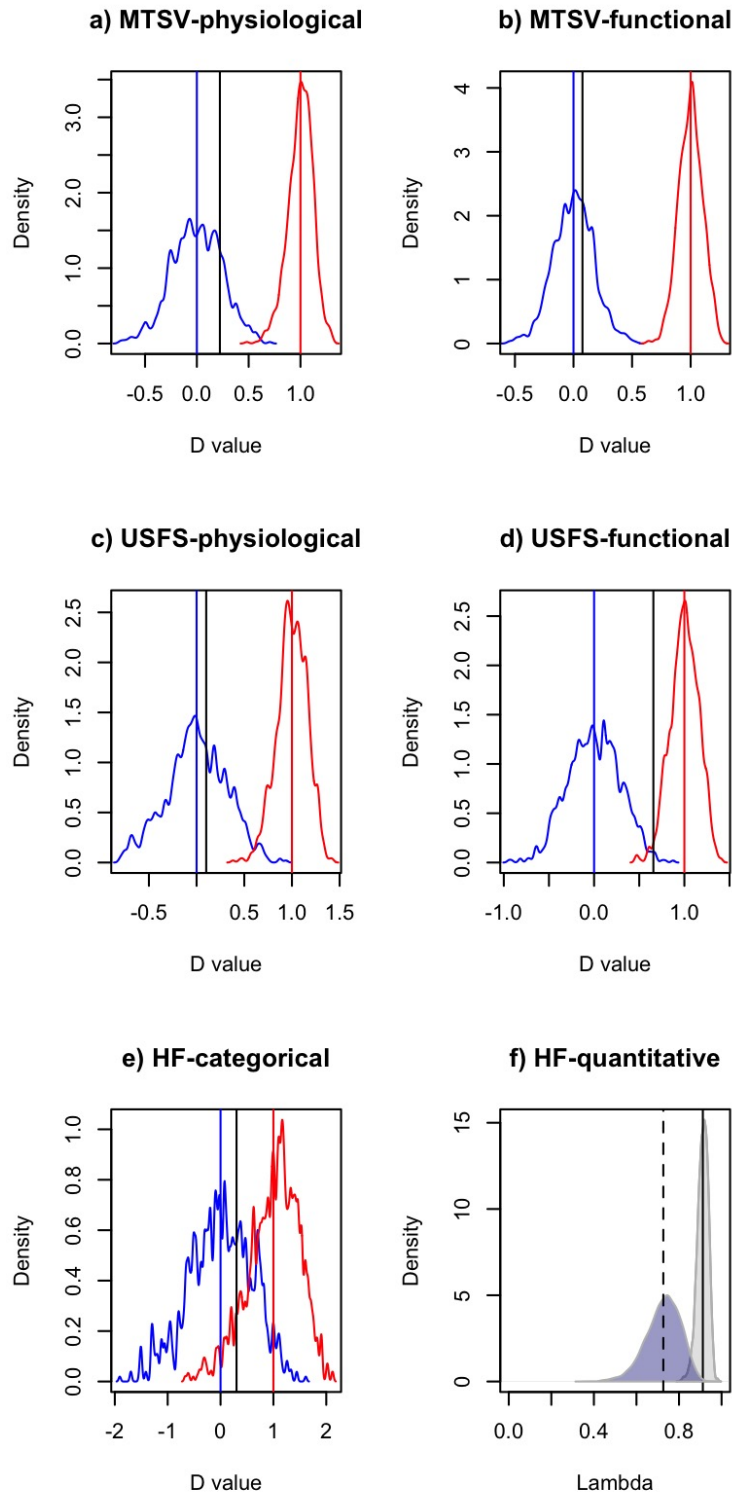 a) MTSV-physiological
b) MTSV-functional
Density
0.0 1.0 2.0 3.0
-0.5 0.0 0.5 1.0
D value
Density
0 1 2 3 4
-0.5 0.0 0.5 1.0
D value
c) USFS-physiological
d) USFS-functional
Density
0.0 0.5 1.0 1.5 2.0 2.5
-0.5 0.5 1.0 1.5
D value
Density
0.0 0.5 1.0 1.5 2.0 2.5
-1.0 0.0 1.0
D value
e) HF-categorical
f) HF-quantitative
Density
0.0 0.2 0.4 0.6 0.8 1.0
-2 -1 0 1 2
D value
Density
0 5 10 15
0.0 0.4 0.8
Lambda